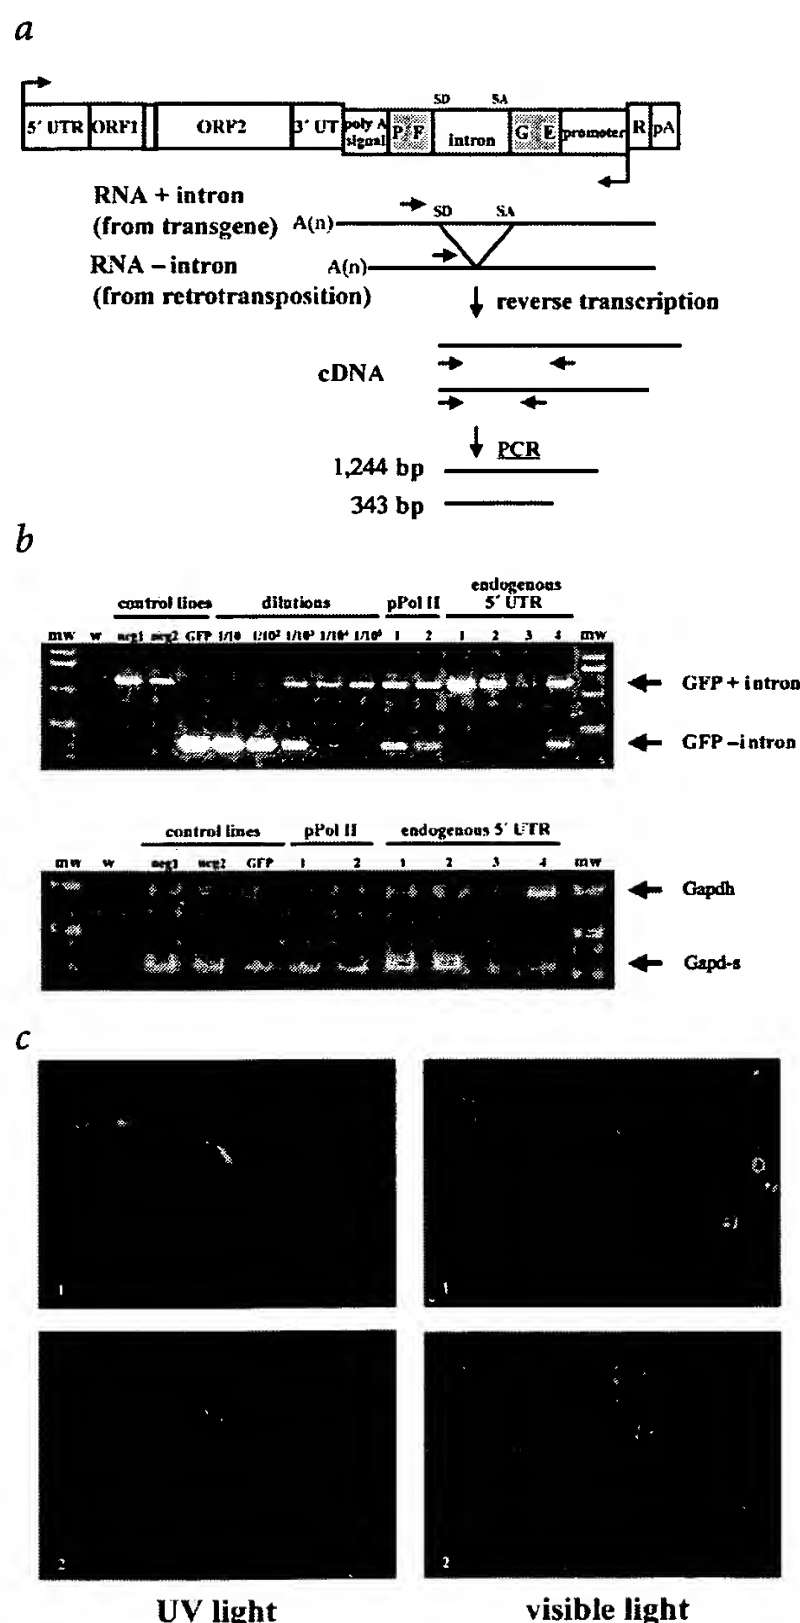 a
SD SA
5´ UTR ORF1 ORF2 3´ UT poly A signal P F intron G E promoter R pA
RNA + intron
(from transgene) A(n) SD SA
RNA – intron A(n)
(from retrotransposition)
reverse transcription
cDNA
PCR
1,244 bp
343 bp
b
endogenous
control lines dilutions pPol II 5´ UTR
mw w neg1 neg2 GFP 1/10 1/10² 1/10³ 1/10⁴ 1/10⁵ 1 2 1 2 3 4 mw
GFP + intron
GFP –intron
control lines pPol II endogenous 5´ UTR
mw w neg1 neg2 GFP 1 2 1 2 3 4 mw
Gapdh
Gapd-s
c
1 1
2 2
UV light visible light